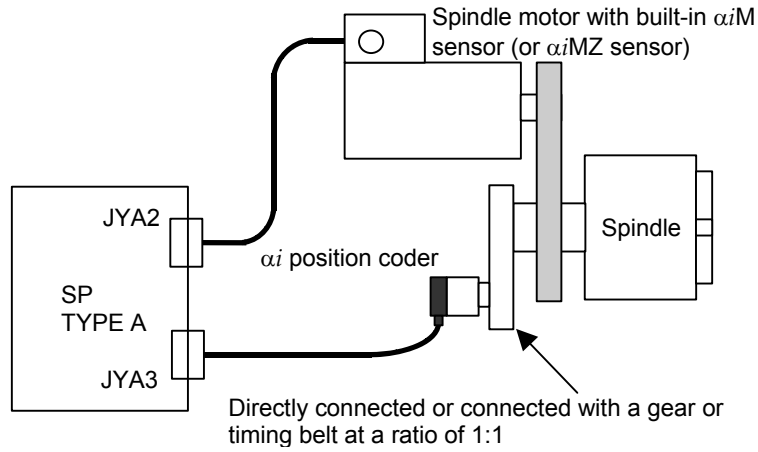 Spindle motor with built-in αiM
sensor (or αiMZ sensor)
JYA2
Spindle
αi position coder
SP
TYPE A
JYA3
Directly connected or connected with a gear or
timing belt at a ratio of 1:1